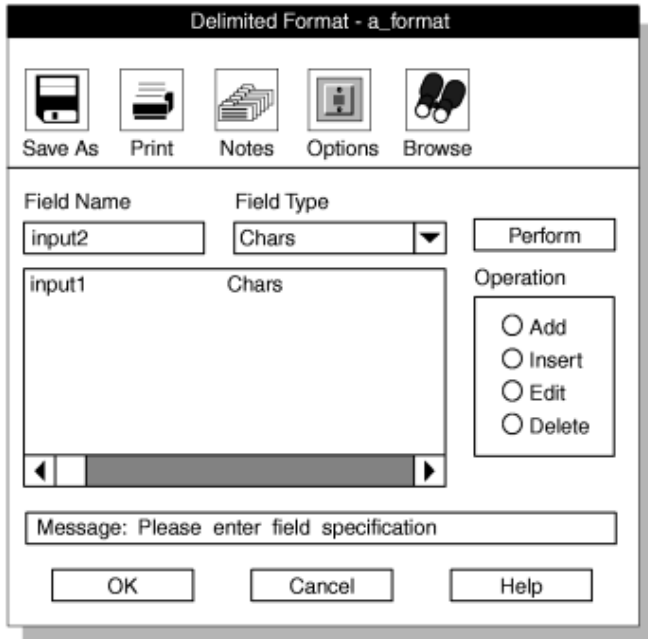 Delimited Format - a_format
Save As Print Notes Options Browse
Field Name Field Type
input2 Chars Perform
input1 Chars
Operation
Add
Insert
Edit
Delete
Message: Please enter field specification
OK Cancel Help